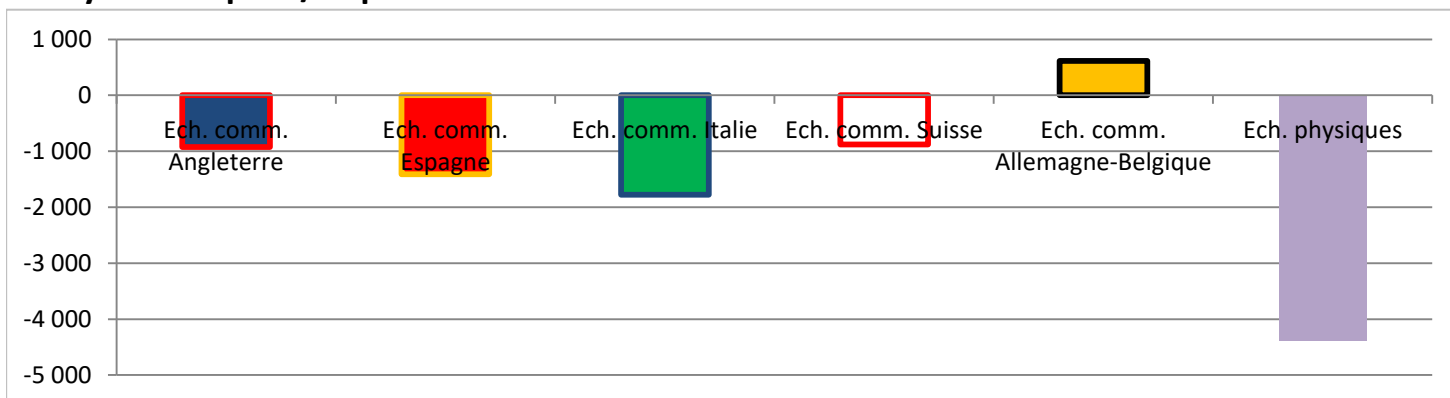 1 000
0
-1 000
-2 000
-3 000
-4 000
-5 000
Ech. comm.
Angleterre
Ech. comm.
Espagne
Ech. comm. Italie
Ech. comm. Suisse
Ech. comm.
Allemagne-Belgique
Ech. physiques